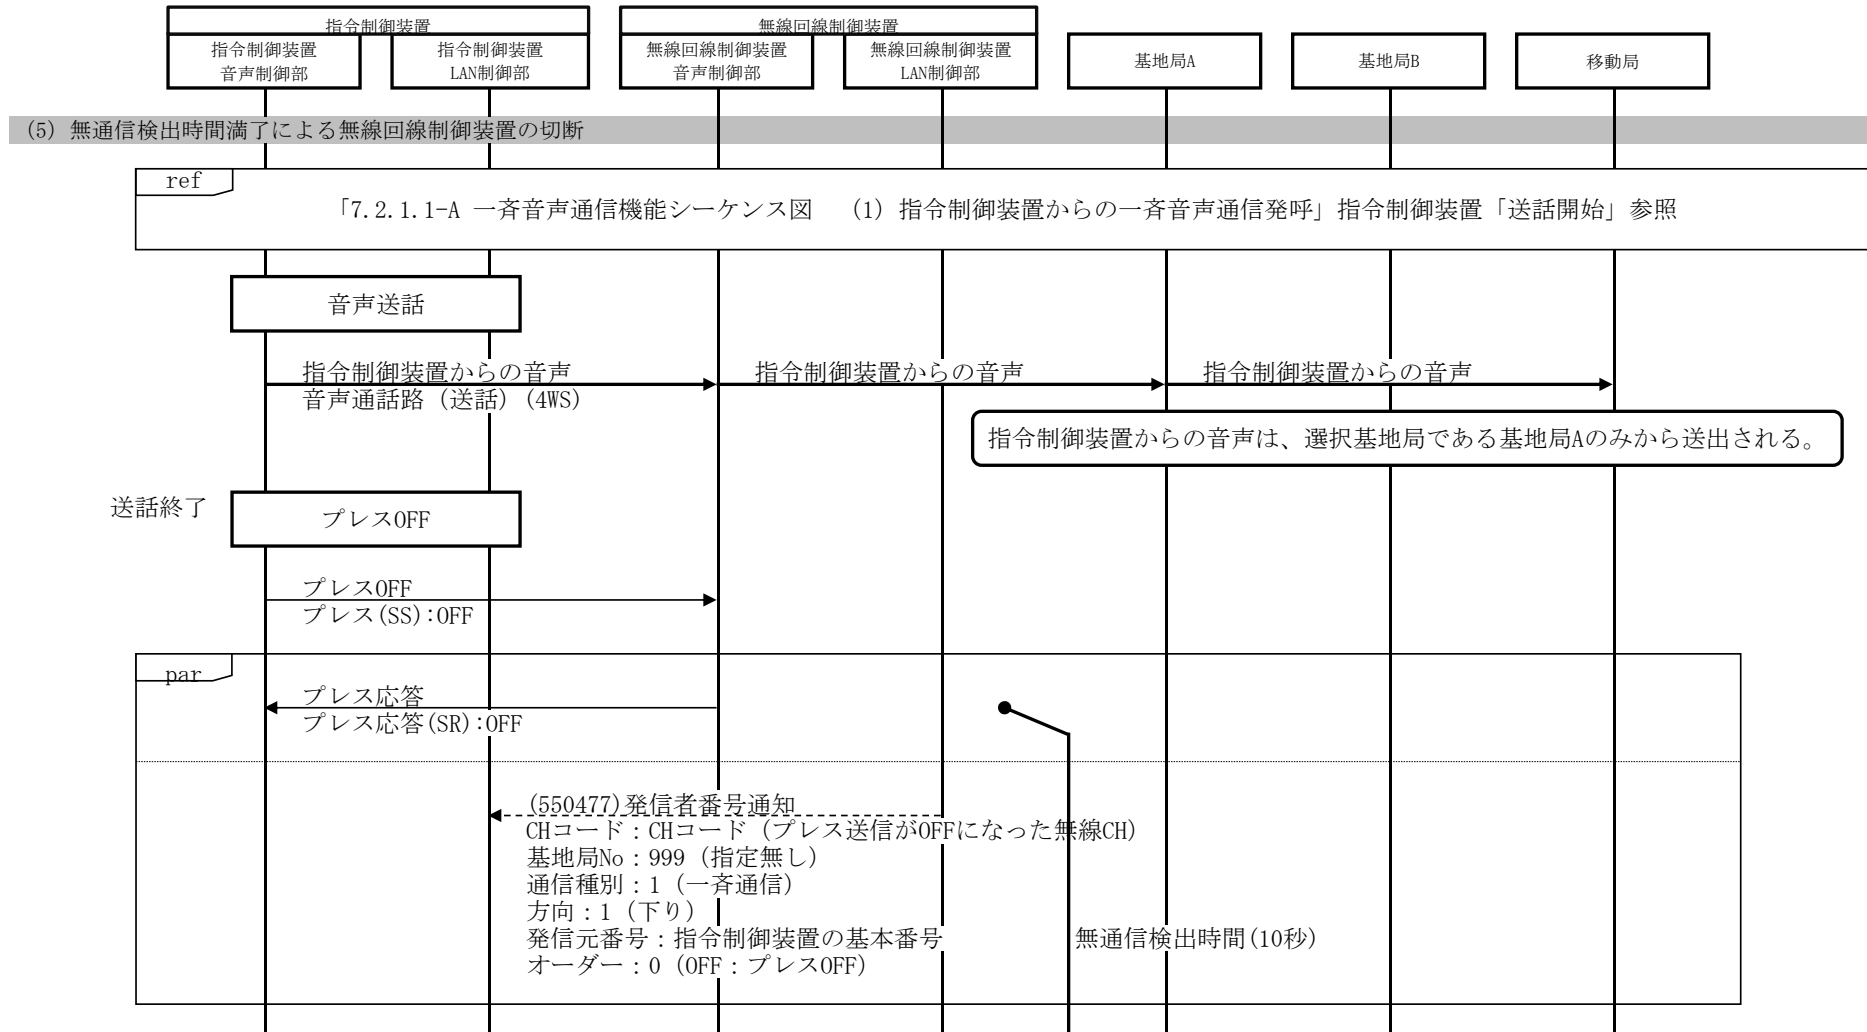 指令制御装置
無線回線制御装置
指令制御装置
音声制御部
指令制御装置
LAN制御部
無線回線制御装置
音声制御部
無線回線制御装置
LAN制御部
基地局A
基地局B
移動局
(5) 無通信検出時間満了による無線回線制御装置の切断
ref
「7.2.1.1-A 一斉音声通信機能シーケンス図　(1) 指令制御装置からの一斉音声通信発呼」指令制御装置「送話開始」参照
音声送話
指令制御装置からの音声
音声通話路（送話）(4WS)
指令制御装置からの音声
指令制御装置からの音声
指令制御装置からの音声は、選択基地局である基地局Aのみから送出される。
送話終了
プレスOFF
プレスOFF
プレス(SS):OFF
par
プレス応答
プレス応答(SR):OFF
(550477)発信者番号通知
CHコード：CHコード（プレス送信がOFFになった無線CH）
基地局No：999（指定無し）
通信種別：1（一斉通信）
方向：1（下り）
発信元番号：指令制御装置の基本番号
オーダー：0（OFF：プレスOFF）
無通信検出時間(10秒)